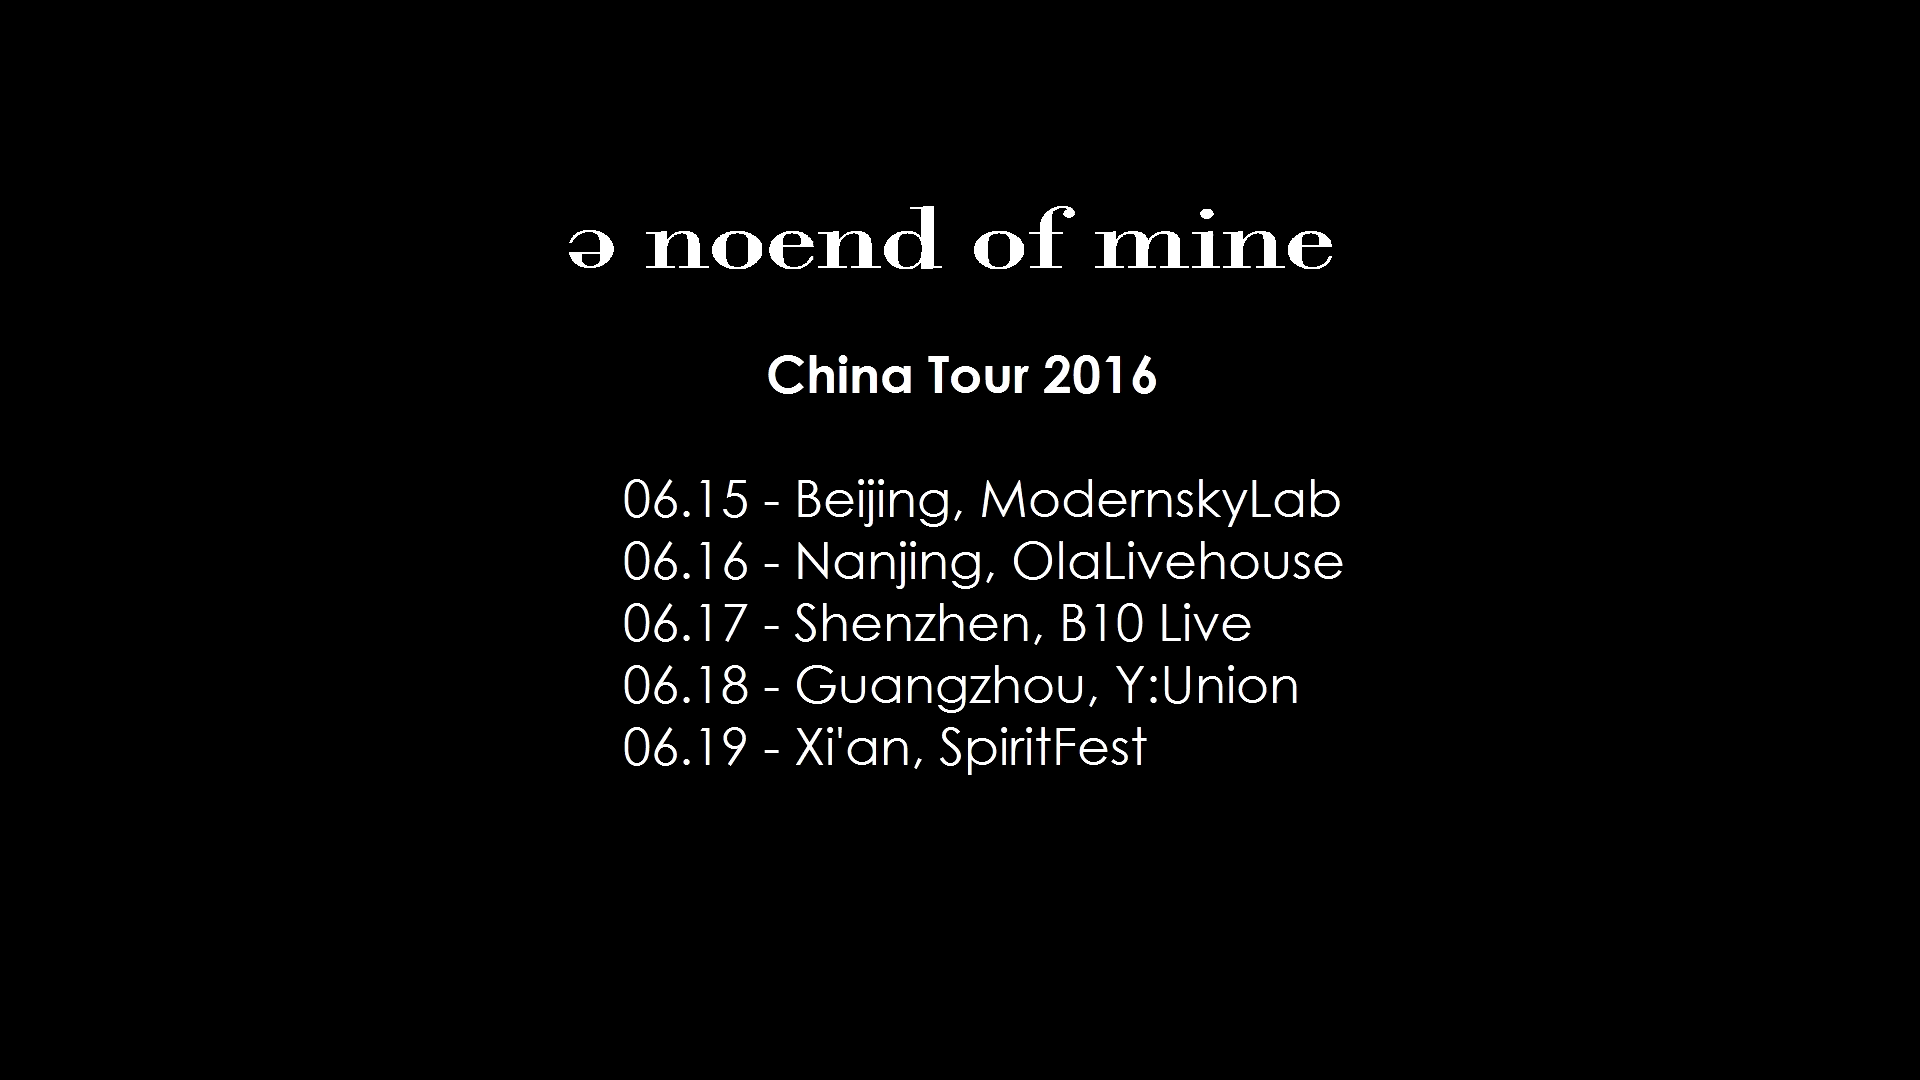 ə noend of mine
China Tour 2016
06.15 - Beijing, ModernskyLab
06.16 - Nanjing, OlaLivehouse
06.17 - Shenzhen, B10 Live
06.18 - Guangzhou, Y:Union
06.19 - Xi'an, SpiritFest